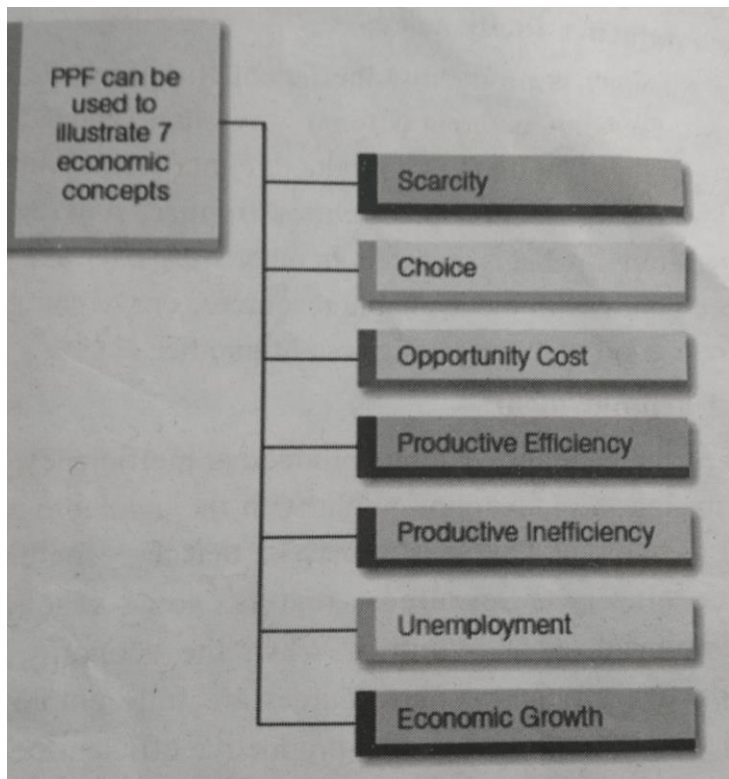 PPF can be
used to
illustrate 7
economic
concepts
Scarcity
Choice
Opportunity Cost
Productive Efficiency
Productive Inefficiency
Unemployment
Economic Growth